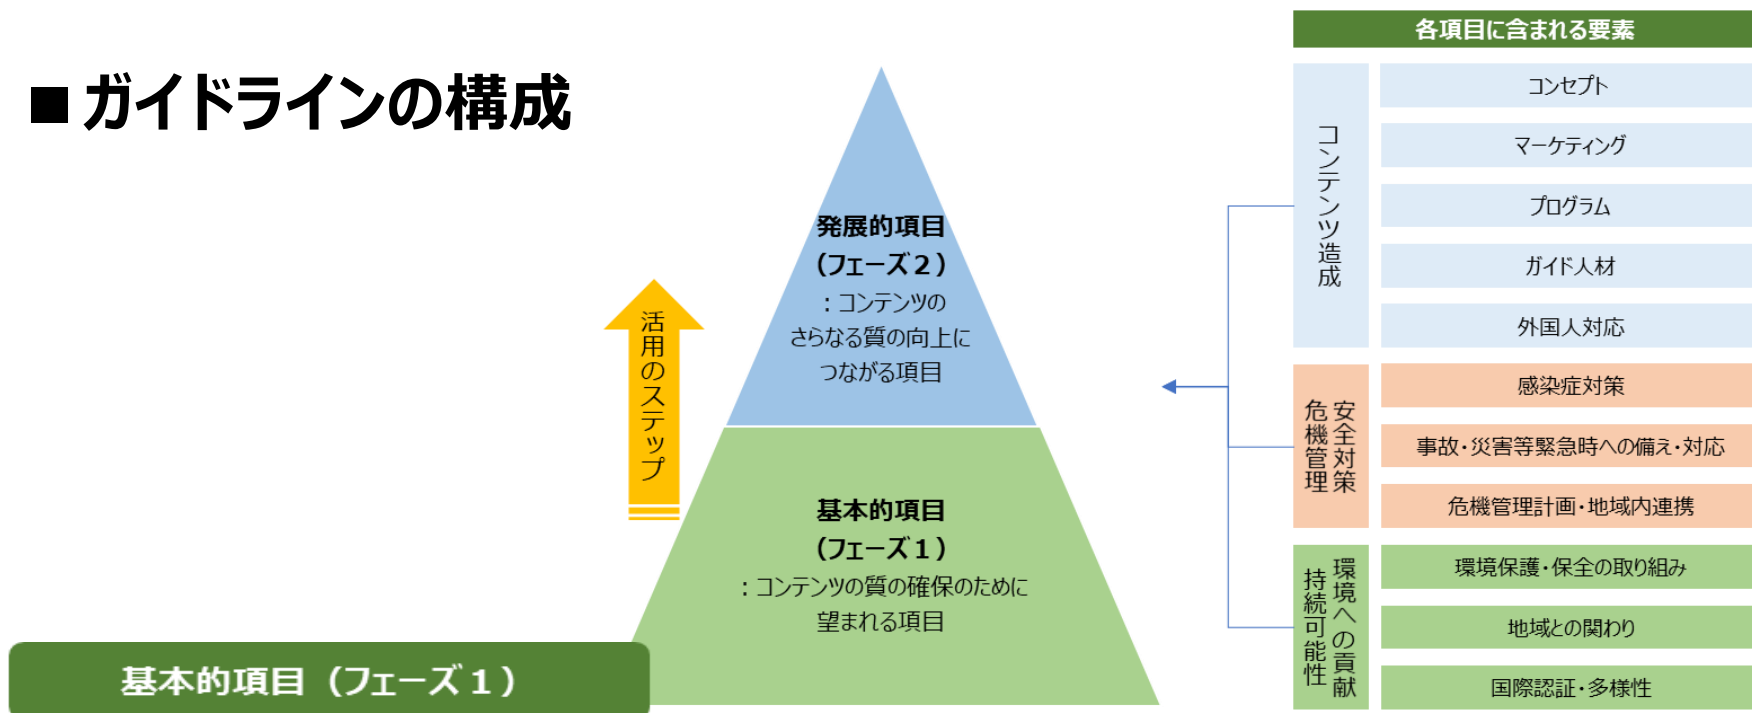 ■ガイドラインの構成
発展的項目
（フェーズ２）
：コンテンツの
さらなる質の向上に
つながる項目
活用のステップ
基本的項目
（フェーズ１）
：コンテンツの質の確保のために
望まれる項目
基本的項目（フェーズ１）
各項目に含まれる要素
コンテンツ造成
コンセプト
マーケティング
プログラム
ガイド人材
外国人対応
安全対策
危機管理
感染症対策
事故・災害等緊急時への備え・対応
危機管理計画・地域内連携
環境への貢献
持続可能性
環境保護・保全の取り組み
地域との関わり
国際認証・多様性